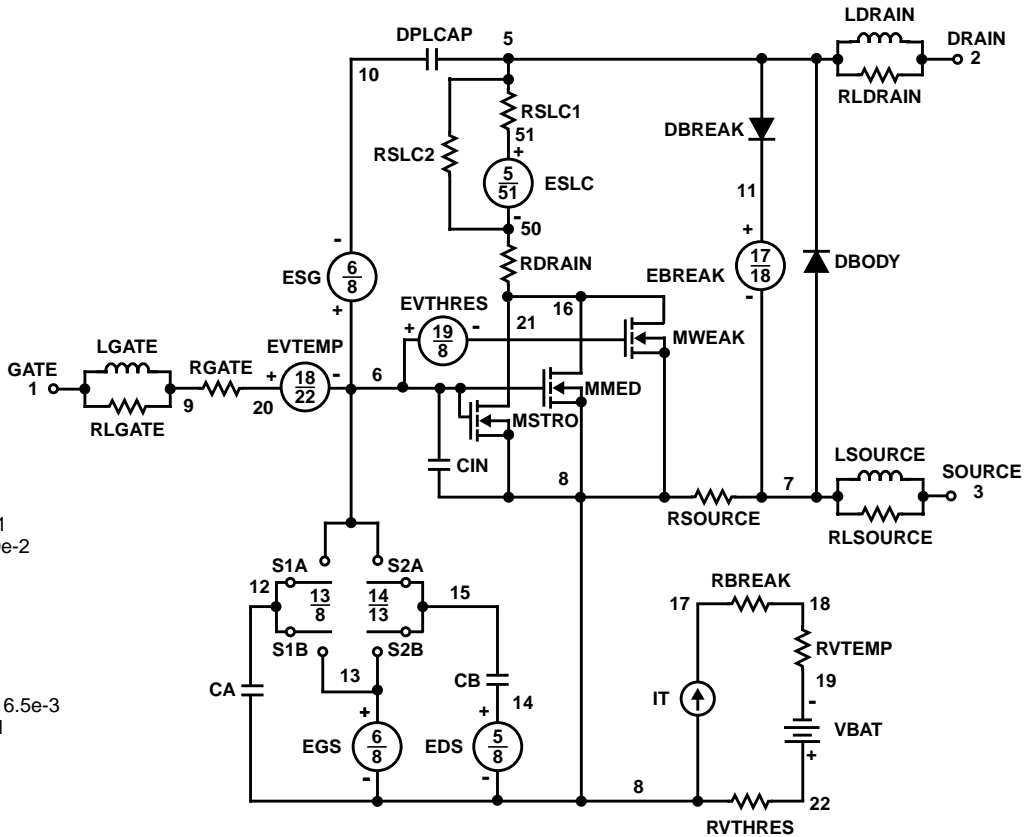 LDRAIN
DPLCAP
5
DRAIN
2
10
RLDRAIN
RSLC1
DBREAK
51
+
RSLC2
5
51
ESLC
11
-
50
-
+
RDRAIN
17
18
DBODY
6
8
EBREAK
ESG
EVTHRES
16
-
+
+
19
8
-
21
MWEAK
LGATE
EVTEMP
GATE
1
RGATE
+
18
22
-
6
MMED
9
20
MSTRO
RLGATE
LSOURCE
CIN
8
7
SOURCE
3
RSOURCE
RLSOURCE
1
e-2
S1A
S2A
RBREAK
12
13
8
14
13
15
17
18
S1B
S2B
RVTEMP
13
CB
19
CA
14
IT
-
6.5e-3
+
+
VBAT
EGS
6
8
EDS
5
8
+
-
-
8
22
RVTHRES